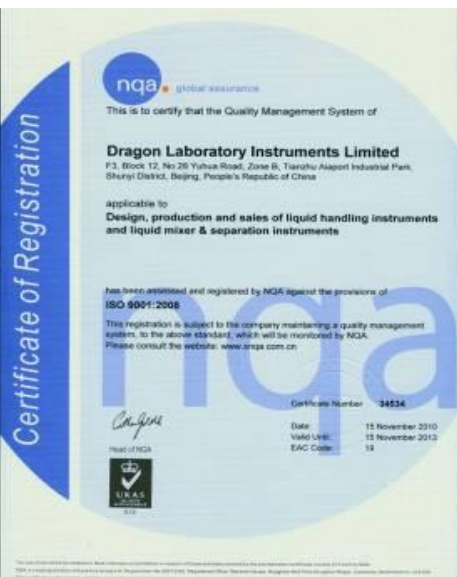 Certificate of Registration
nqa.
global assurance
This is to certify that the Quality Management System of
Dragon Laboratory Instruments Limited
F3, Block 12, No 28 Yuhua Road, Zone B, Tianzhu Aiaport Industrial Park,
Shunyi District, Beijing, People's Republic of China
applicable to
Design, production and sales of liquid handling instruments
and liquid mixer & separation instruments
has been assessed and registered by NQA against the provisions of
ISO 9001:2008
This registration is subject to the company maintaining a quality management
system, to the above standard, which will be monitored by NQA.
Please consult the website:
nqa
Certificate Number 34534
Date: 15 November 2010
Valid Until: 15 November 2013
EAC Code: 19
Head of NQA
UKAS